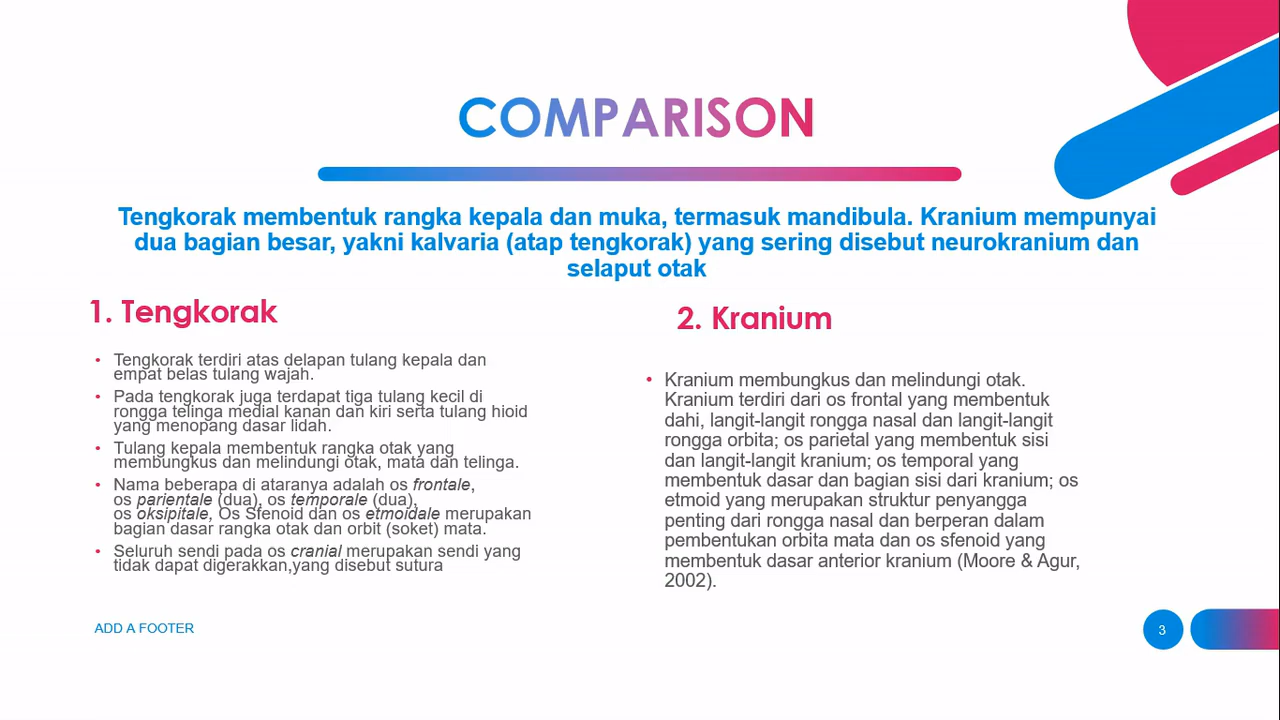 COMPARISON
Tengkorak membentuk rangka kepala dan muka, termasuk mandibula. Kranium mempunyai
dua bagian besar, yakni kalvaria (atap tengkorak) yang sering disebut neurokranium dan
selaput otak
1. Tengkorak
• Tengkorak terdiri atas delapan tulang kepala dan
empat belas tulang wajah.
• Pada tengkorak juga terdapat tiga tulang kecil di
rongga telinga medial kanan dan kiri serta tulang hioid
yang menopang dasar lidah.
• Tulang kepala membentuk rangka otak yang
membungkus dan melindungi otak, mata dan telinga.
• Nama beberapa di ataranya adalah os frontale,
os parientale (dua), os temporale (dua),
os oksipitale, Os Sfenoid dan os etmoidale merupakan
bagian dasar rangka otak dan orbit (soket) mata.
• Seluruh sendi pada os cranial merupakan sendi yang
tidak dapat digerakkan,yang disebut sutura
2. Kranium
• Kranium membungkus dan melindungi otak.
Kranium terdiri dari os frontal yang membentuk
dahi, langit-langit rongga nasal dan langit-langit
rongga orbita; os parietal yang membentuk sisi
dan langit-langit kranium; os temporal yang
membentuk dasar dan bagian sisi dari kranium; os
etmoid yang merupakan struktur penyangga
penting dari rongga nasal dan berperan dalam
pembentukan orbita mata dan os sfenoid yang
membentuk dasar anterior kranium (Moore & Agur,
2002).
ADD A FOOTER
3